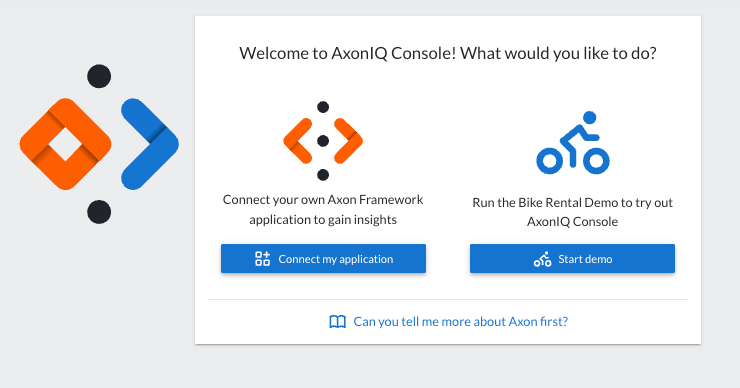 Welcome to AxonIQ Console! What would you like to do?
Connect your own Axon Framework
application to gain insights
Connect my application
Run the Bike Rental Demo to try out
AxonIQ Console
Start demo
Can you tell me more about Axon first?